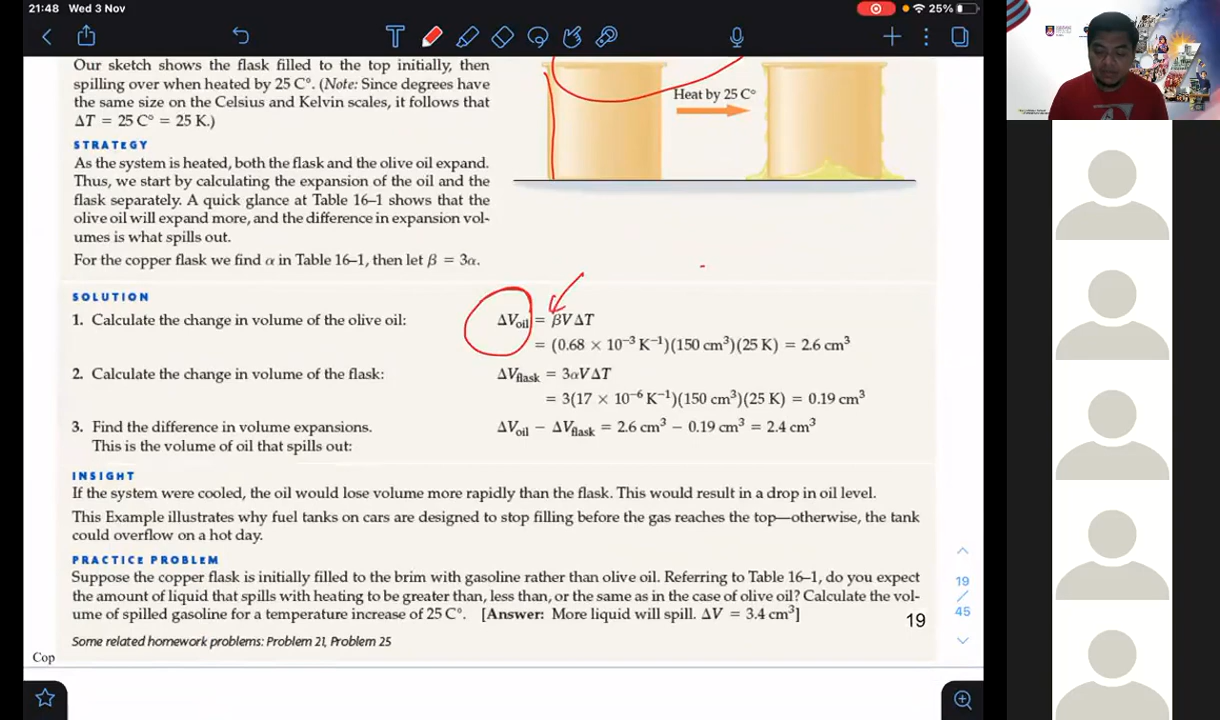 21:48 Wed 3 Nov
25%
Our sketch shows the flask filled to the top initially, then
spilling over when heated by 25 C°. (Note: Since degrees have
the same size on the Celsius and Kelvin scales, it follows that
ΔT = 25 C° = 25 K.)
Heat by 25 C°
STRATEGY
As the system is heated, both the flask and the olive oil expand.
Thus, we start by calculating the expansion of the oil and the
flask separately. A quick glance at Table 16–1 shows that the
olive oil will expand more, and the difference in expansion vol-
umes is what spills out.
For the copper flask we find α in Table 16–1, then let β = 3α.
SOLUTION
1. Calculate the change in volume of the olive oil: ΔVoil = βVΔT
= (0.68 × 10⁻³ K⁻¹)(150 cm³)(25 K) = 2.6 cm³
2. Calculate the change in volume of the flask: ΔVflask = 3αVΔT
= 3(17 × 10⁻⁶ K⁻¹)(150 cm³)(25 K) = 0.19 cm³
3. Find the difference in volume expansions. ΔVoil − ΔVflask = 2.6 cm³ − 0.19 cm³ = 2.4 cm³
This is the volume of oil that spills out:
INSIGHT
If the system were cooled, the oil would lose volume more rapidly than the flask. This would result in a drop in oil level.
This Example illustrates why fuel tanks on cars are designed to stop filling before the gas reaches the top—otherwise, the tank
could overflow on a hot day.
PRACTICE PROBLEM
Suppose the copper flask is initially filled to the brim with gasoline rather than olive oil. Referring to Table 16–1, do you expect
the amount of liquid that spills with heating to be greater than, less than, or the same as in the case of olive oil? Calculate the vol-
ume of spilled gasoline for a temperature increase of 25 C°. [Answer: More liquid will spill. ΔV = 3.4 cm³]
Some related homework problems: Problem 21, Problem 25
19
19
/
45
Cop